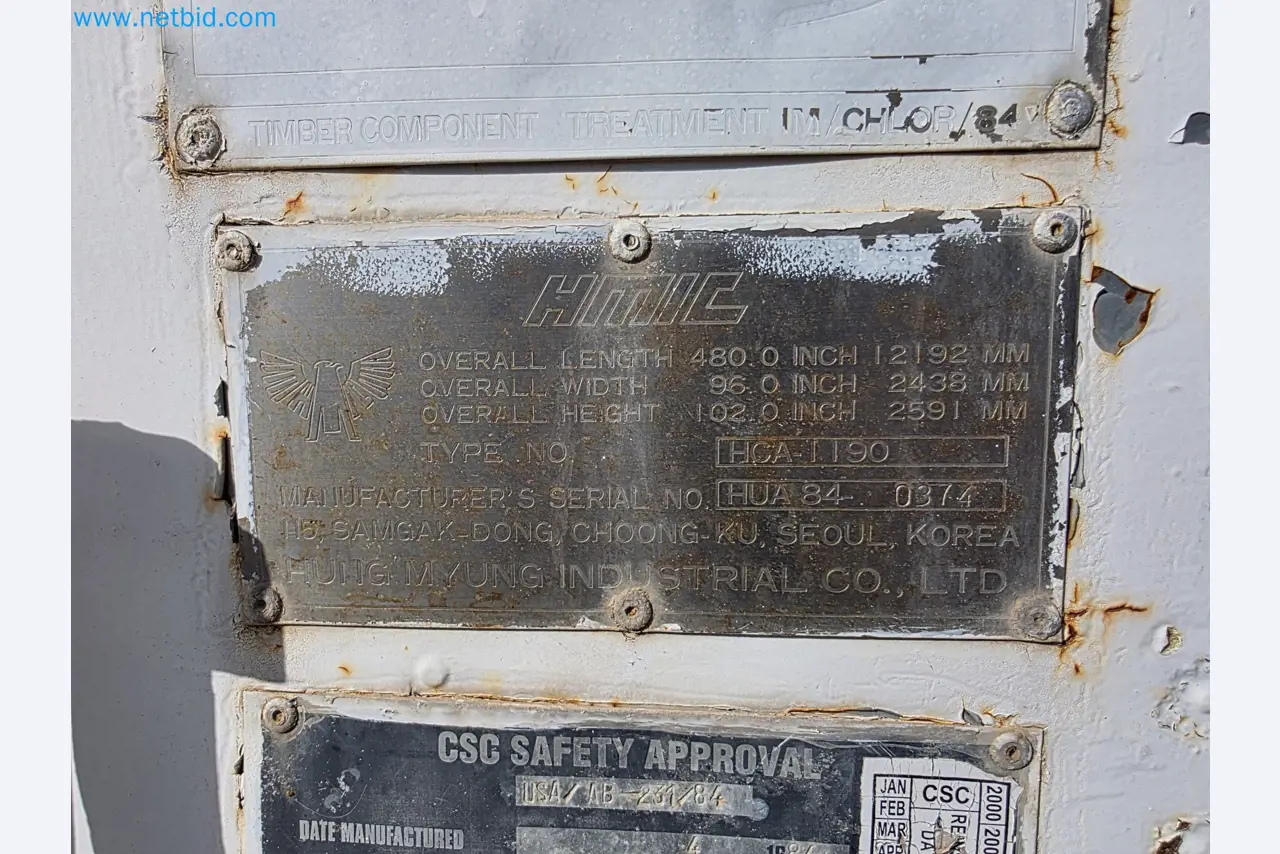 www.netbid.com
TIMBER COMPONENT TREATMENT IM/CHLOR/84
HMIC
OVERALL LENGTH 480.0 INCH 12192 MM
OVERALL WIDTH 96.0 INCH 2438 MM
OVERALL HEIGHT 102.0 INCH 2591 MM
TYPE NO HCA-1190
MANUFACTURER'S SERIAL NO. HUA 84- 0374
115, SAMGAK-DONG, CHOONG-KU, SEOUL, KOREA
HUNG MYUNG INDUSTRIAL CO., LTD
CSC SAFETY APPROVAL
USA/AB-231/84
DATE MANUFACTURED 4 1984
JAN
FEB
MAR
CSC
2000